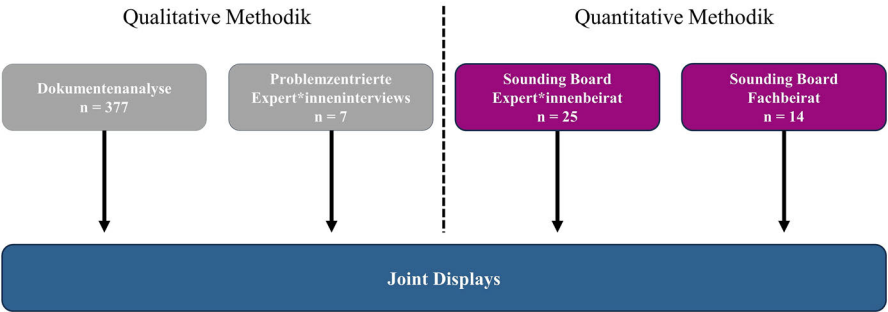 Qualitative Methodik
Quantitative Methodik
Dokumentenanalyse
n = 377
Problemzentrierte
Expert*inneninterviews
n = 7
Sounding Board
Expert*innenbeirat
n = 25
Sounding Board
Fachbeirat
n = 14
Joint Displays